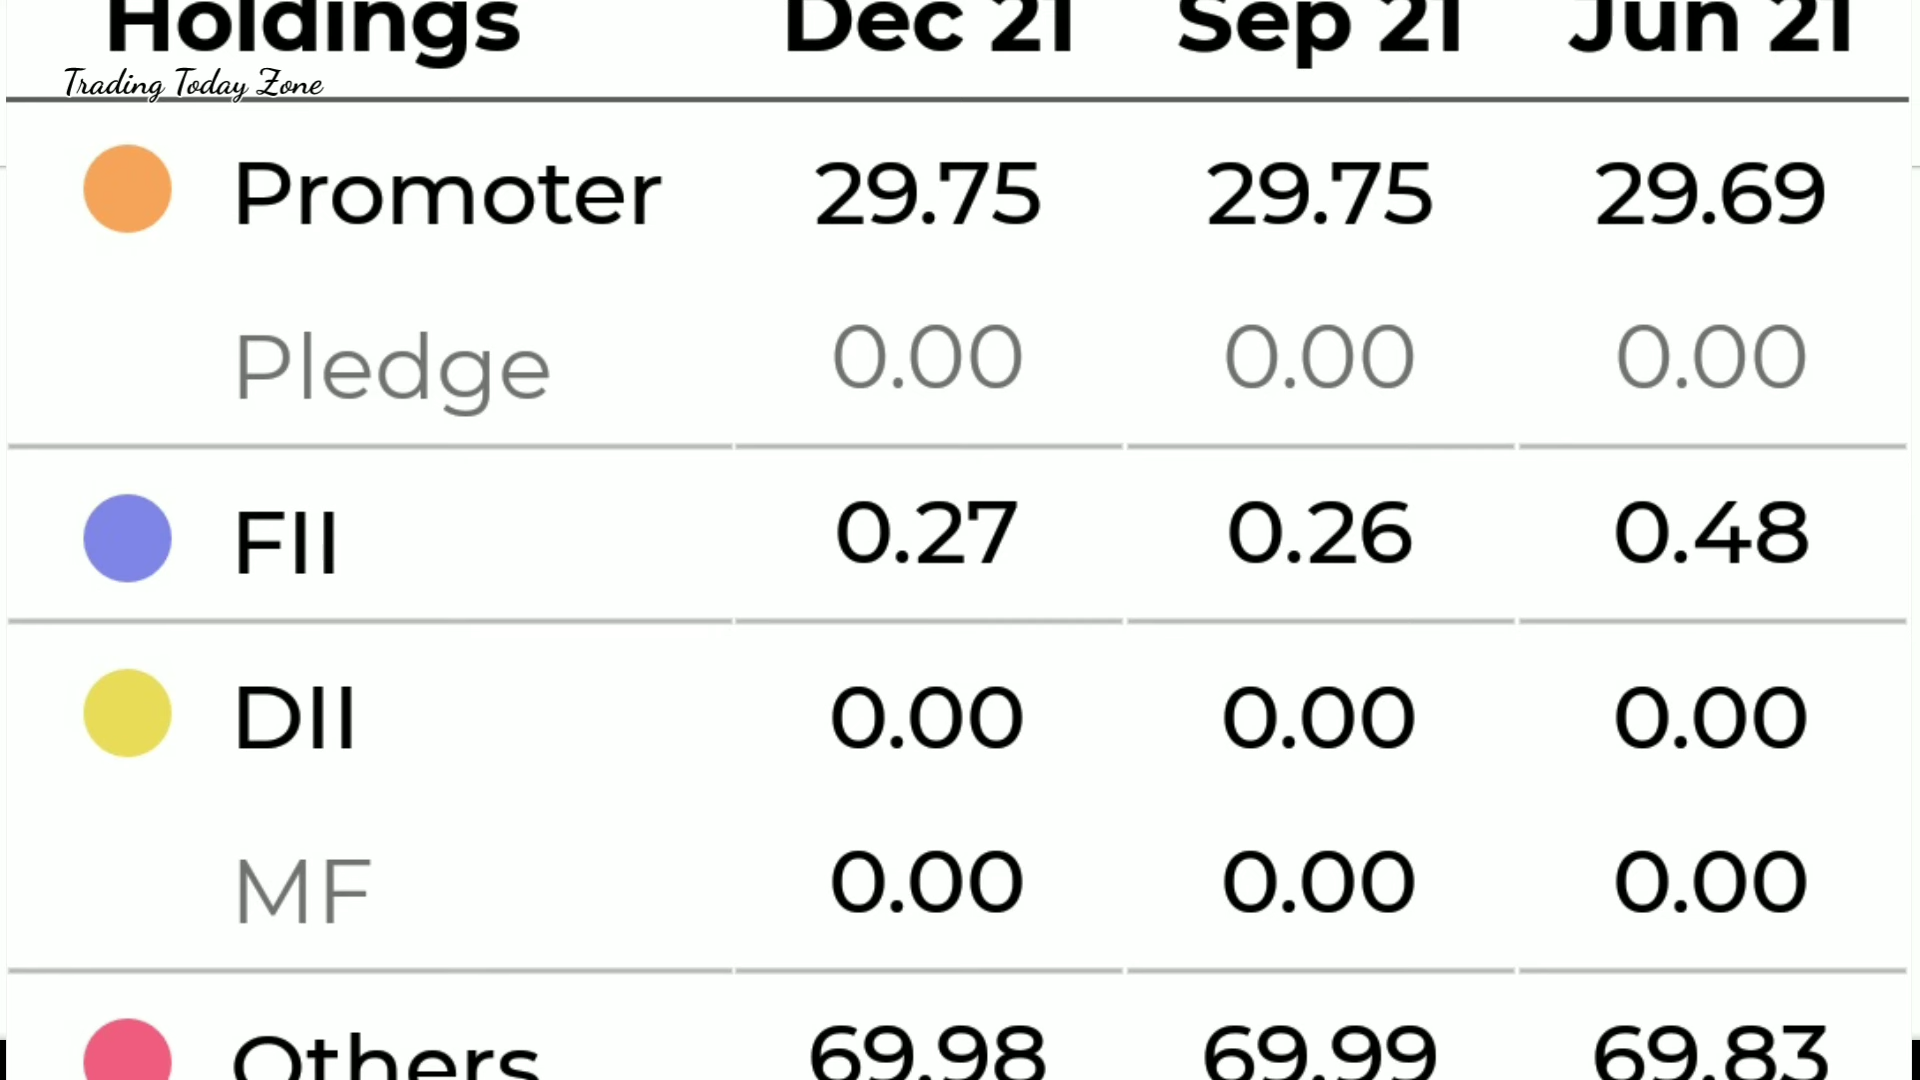 Holdings Dec 21 Sep 21 Jun 21
Trading Today Zone
Promoter 29.75 29.75 29.69
Pledge 0.00 0.00 0.00
FII 0.27 0.26 0.48
DII 0.00 0.00 0.00
MF 0.00 0.00 0.00
Others 69.98 69.99 69.83